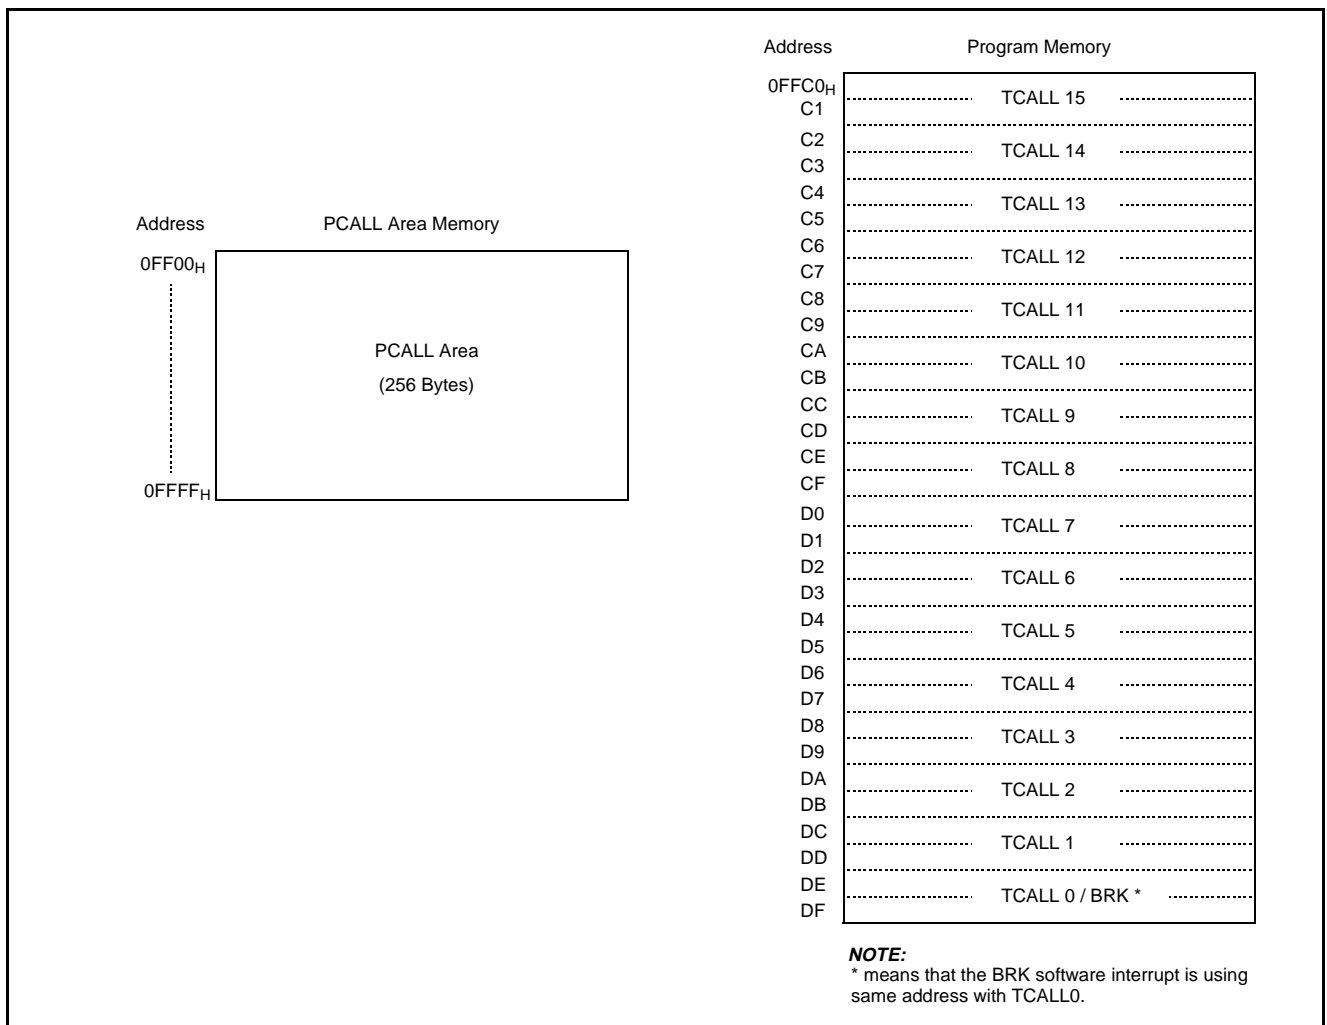 Address PCALL Area Memory
0FF00H
PCALL Area
(256 Bytes)
0FFFFH
Address Program Memory
0FFC0H
C1
TCALL 15
C2
C3
TCALL 14
C4
C5
TCALL 13
C6
C7
TCALL 12
C8
C9
TCALL 11
CA
CB
TCALL 10
CC
CD
TCALL 9
CE
CF
TCALL 8
D0
D1
TCALL 7
D2
D3
TCALL 6
D4
D5
TCALL 5
D6
D7
TCALL 4
D8
D9
TCALL 3
DA
DB
TCALL 2
DC
DD
TCALL 1
DE
DF
TCALL 0 / BRK *
NOTE:
* means that the BRK software interrupt is using
same address with TCALL0.